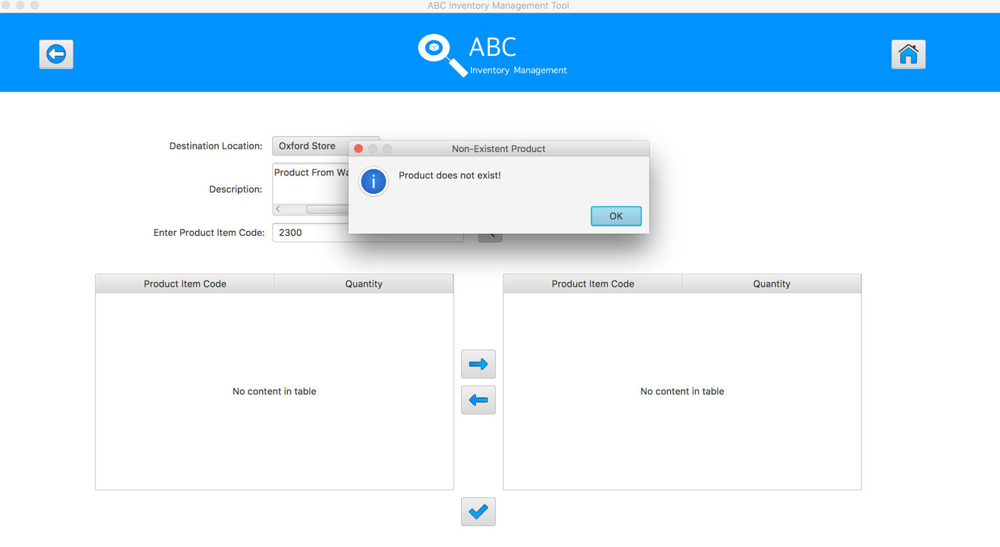 ABC Inventory Management Tool
ABC
Inventory Management
Destination Location:
Oxford Store
Non-Existent Product
Product does not exist!
OK
Description:
Product From
Enter Product Item Code:
2300
Product Item Code
Quantity
Product Item Code
Quantity
No content in table
No content in table